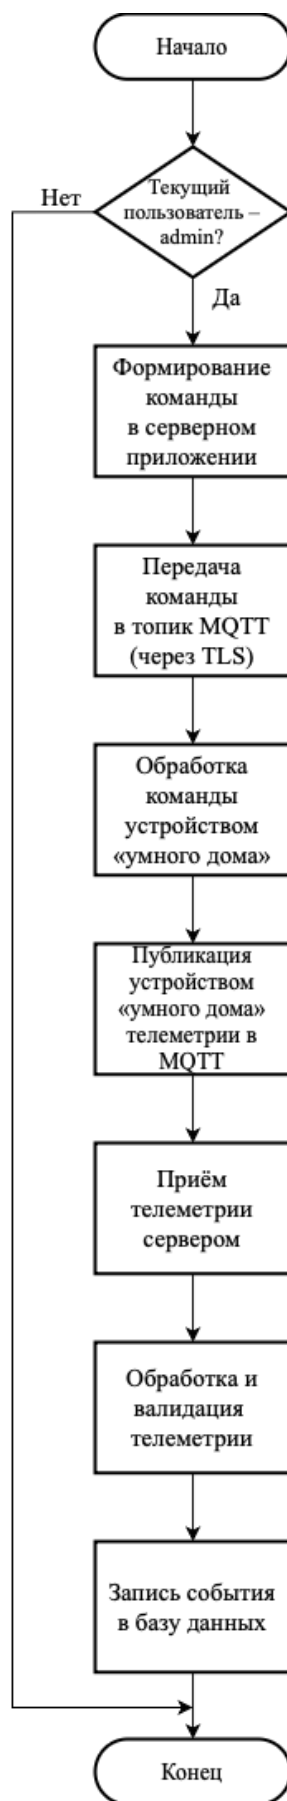 Начало
Текущий
пользователь –
admin?
Нет
Да
Формирование
команды
в серверном
приложении
Передача
команды
в топик MQTT
(через TLS)
Обработка
команды
устройством
«умного дома»
Публикация
устройством
«умного дома»
телеметрии в
MQTT
Приём
телеметрии
сервером
Обработка и
валидация
телеметрии
Запись события
в базу данных
Конец